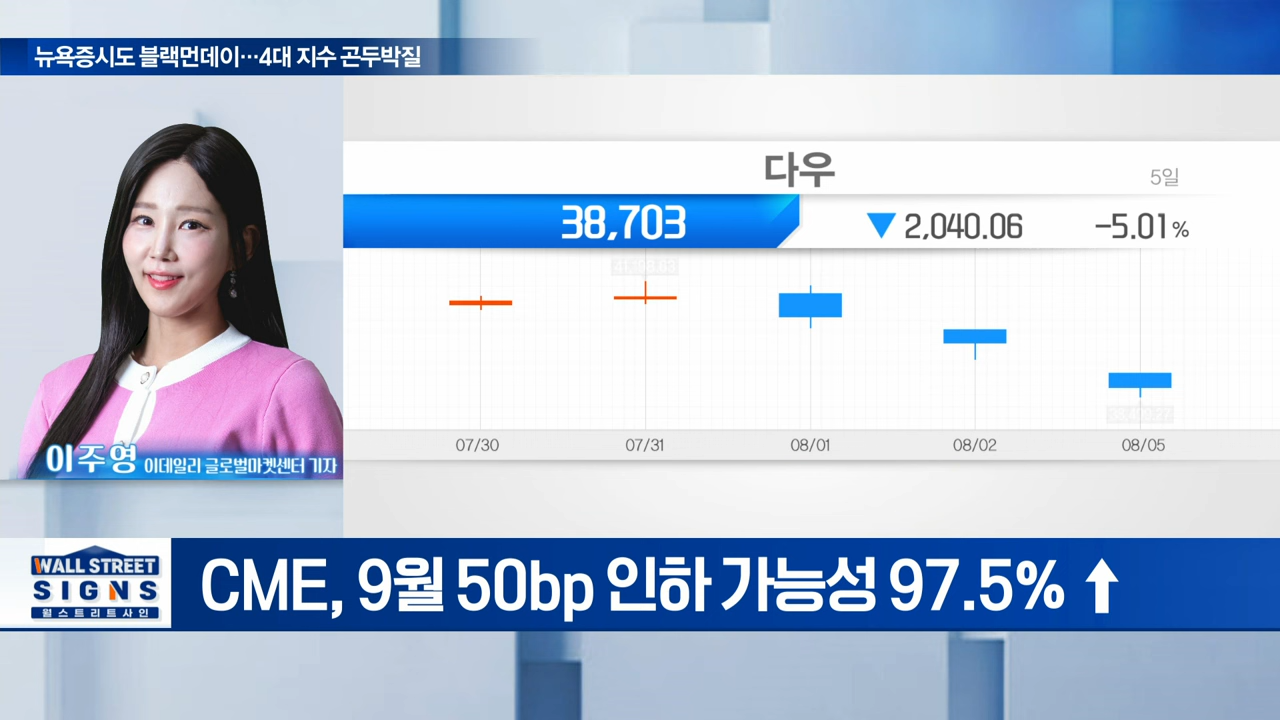 뉴욕증시도 블랙먼데이…4대 지수 곤두박질
다우
5일
38,703 ▼ 2,040.06 -5.01%
07/30 07/31 08/01 08/02 08/05
이주영 이데일리 글로벌마켓센터 기자
WALL STREET
SIGNS
월스트리트사인
CME, 9월 50bp 인하 가능성 97.5% ↑